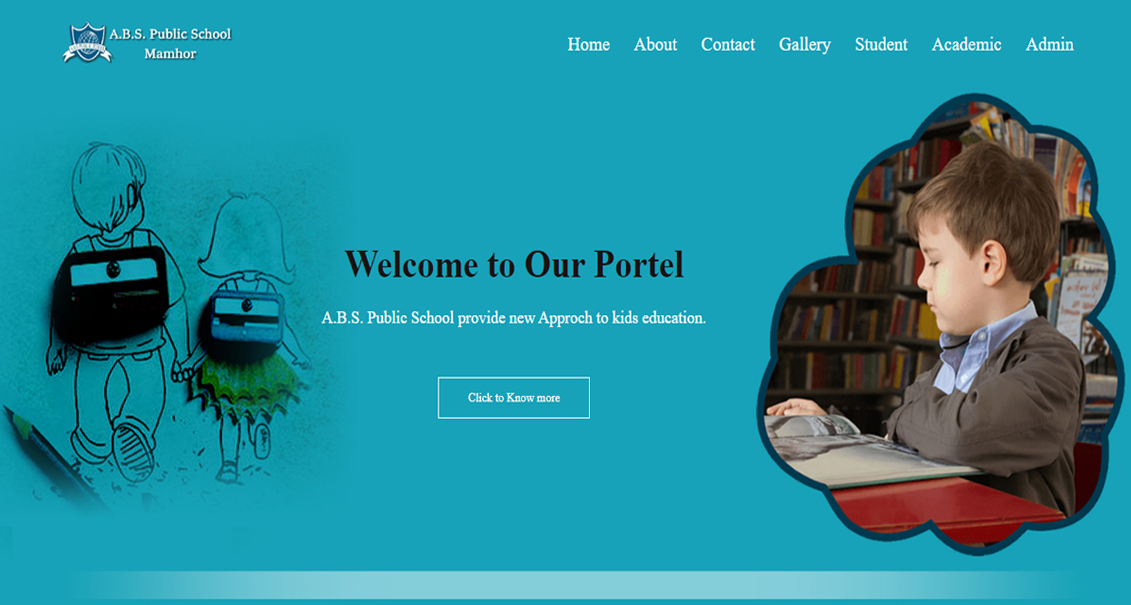 A.B.S. Public School
Mamhor
Home About Contact Gallery Student Academic Admin
Welcome to Our Portel
A.B.S. Public School provide new Approch to kids education.
Click to Know more